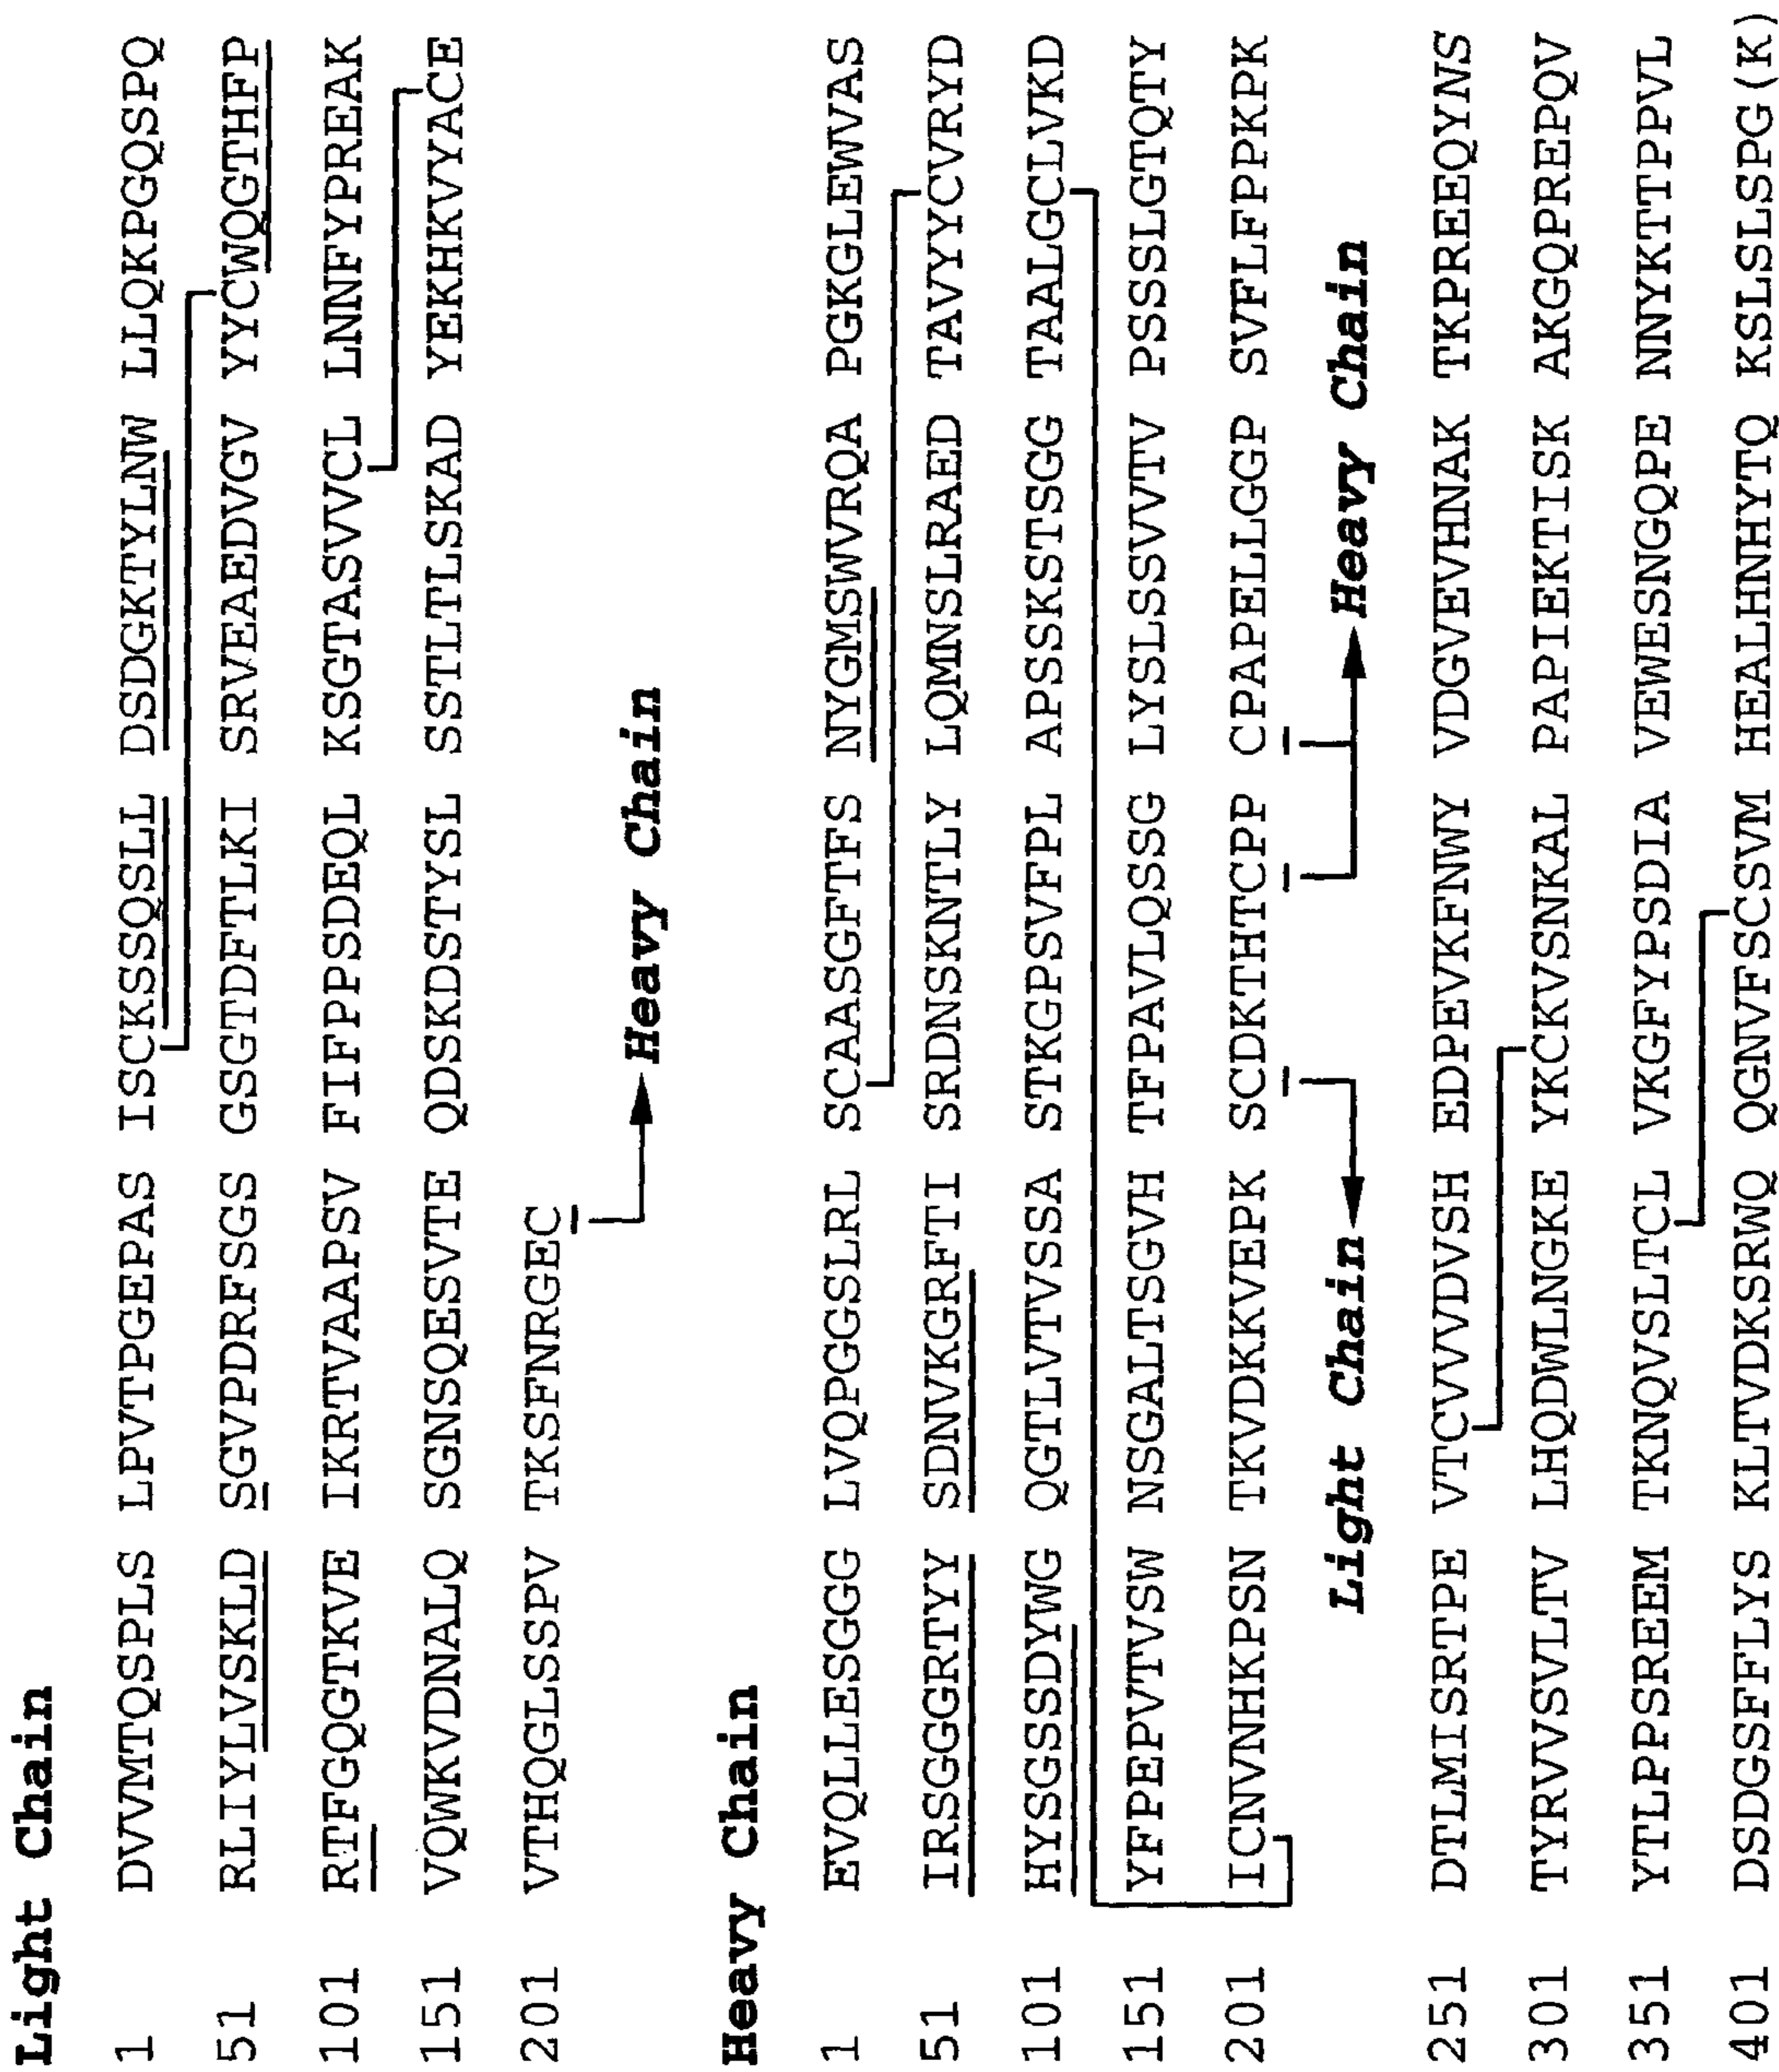 Light Chain
1 DVVMTQSPLS LPVTPGEPAS ISCKSSQSLL DSDGKTYLNW LLQKPGQSPQ
51 RLIYLVSKLD SGVPDRFSGS GSGTDFTLKI SRVEAEDVGV YYCWQGTHFP
101 RTFGQGTKVE IKRTVAAPSV FIFPPSDEQL KSGTASVVCL LNNFYPREAK
151 VQWKVDNALQ SGNSQESVTE QDSKDSTYSL SSTLTLSKAD YEKHKVYACE
201 VTHQGLSSPV TKSFNRGEC
Heavy Chain
Heavy Chain
1 EVQLLESGGG LVQPGGSLRL SCAASGFTFS NYGMSWVRQA PGKGLEWVAS
51 IRSGGGRTYY SDNVKGRFTI SRDNSKNTLY LQMNSLRAED TAVYYCVRYD
101 HYSGSSDYWG QGTLVTVSSA STKGPSVFPL APSSKSTSGG TAALGCLVKD
151 YFPEPVTVSW NSGALTSGVH TFPAVLQSSG LYSLSSVVTV PSSSLGTQTY
201 ICNVNHKPSN TKVDKKVEPK SCDKTHTCPP CPAPELLGGP SVFLFPPKPK
Light Chain Heavy Chain
251 DTLMISRTPE VTCVVVDVSH EDPEVKFNWY VDGVEVHNAK TKPREEQYNS
301 TYRVVSVLTV LHQDWLNGKE YKCKVSNKAL PAPIEKTISK AKGQPREPQV
351 YTLPPSREEM TKNQVSLTCL VKGFYPSDIA VEWESNGQPE NNYKTTPPVL
401 DSDGSFFLYS KLTVDKSRWQ QGNVFSCSVM HEALHNHYTQ KSLSLSPG(K)